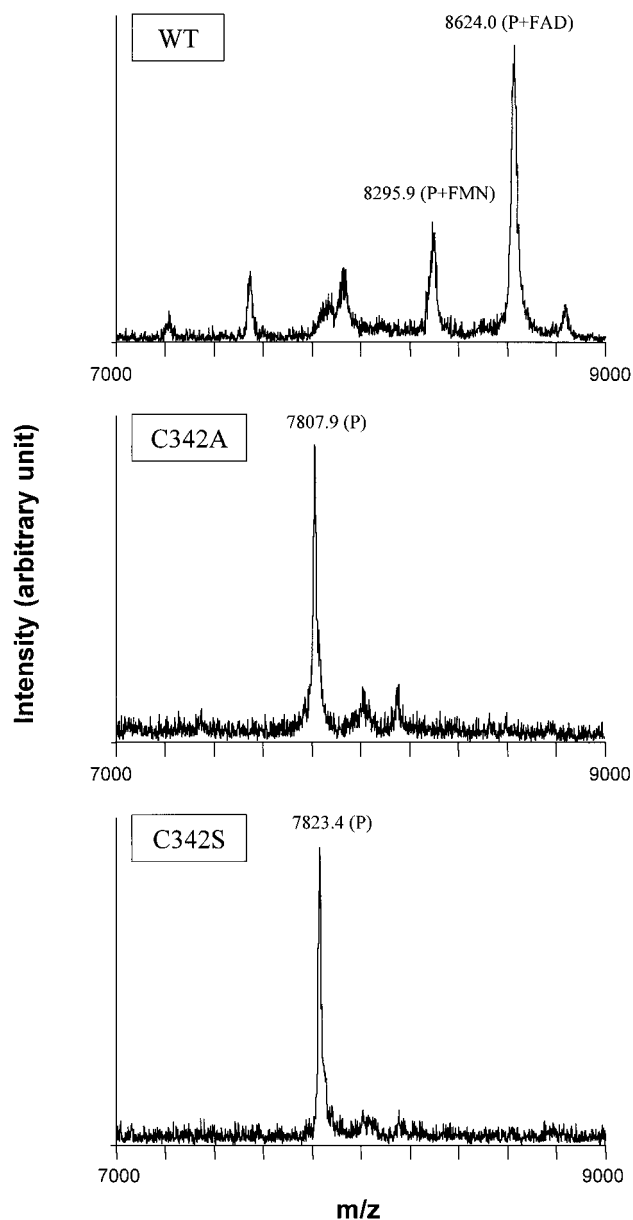 8624.0 (P+FAD)
WT
8295.9 (P+FMN)
7000
9000
C342A
7807.9 (P)
7000
9000
C342S
7823.4 (P)
7000
9000
Intensity (arbitrary unit)
m/z